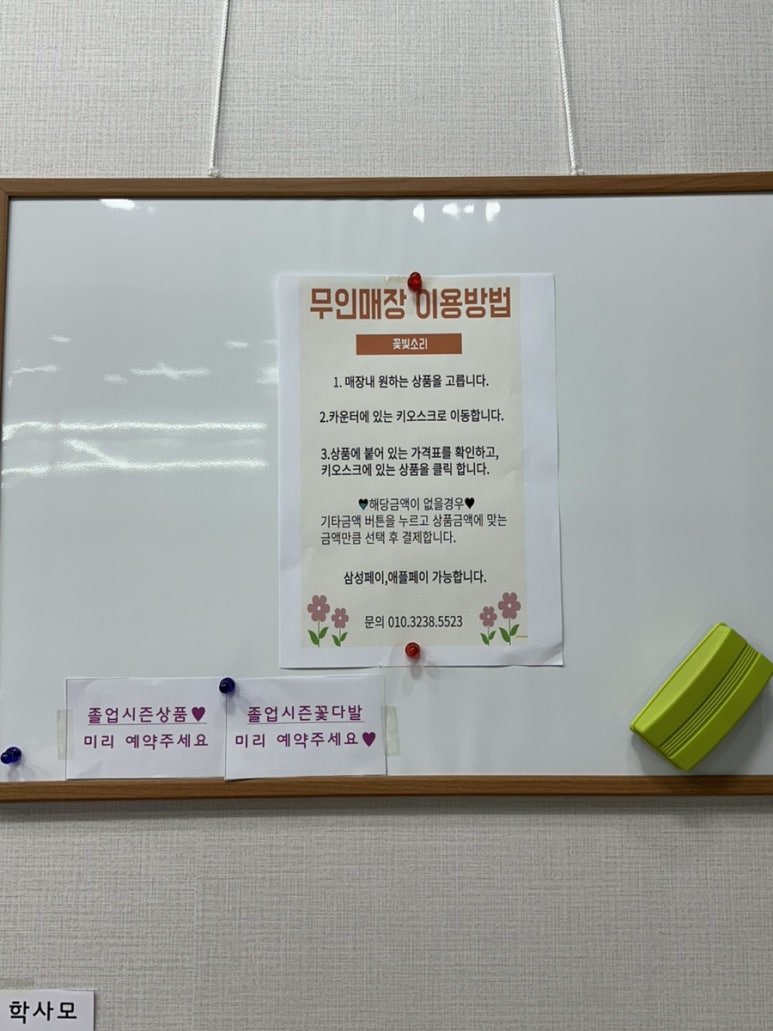 무인매장 이용방법
꽃빛소리
1. 매장내 원하는 상품을 고릅니다.
2.카운터에 있는 키오스크로 이동합니다.
3.상품에 붙어 있는 가격표를 확인하고,
키오스크에 있는 상품을 클릭 합니다.
♥해당금액이 없을경우♥
기타금액 버튼을 누르고 상품금액에 맞는
금액만큼 선택 후 결제합니다.
삼성페이,애플페이 가능합니다.
문의 010.3238.5523
졸업시즌상품♥
미리 예약주세요
졸업시즌꽃다발
미리 예약주세요♥
학사모